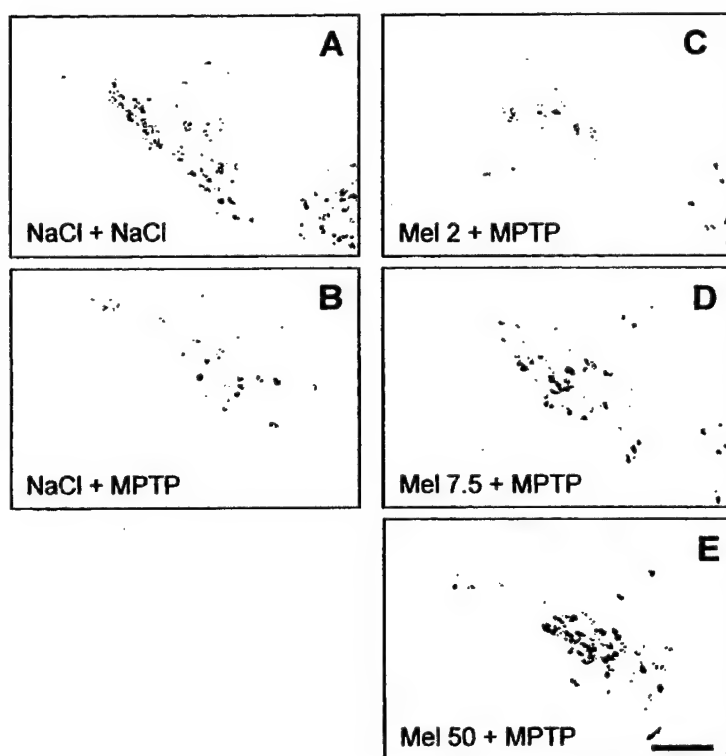 A
NaCl + NaCl
B
NaCl + MPTP
C
Mel 2 + MPTP
D
Mel 7.5 + MPTP
E
Mel 50 + MPTP